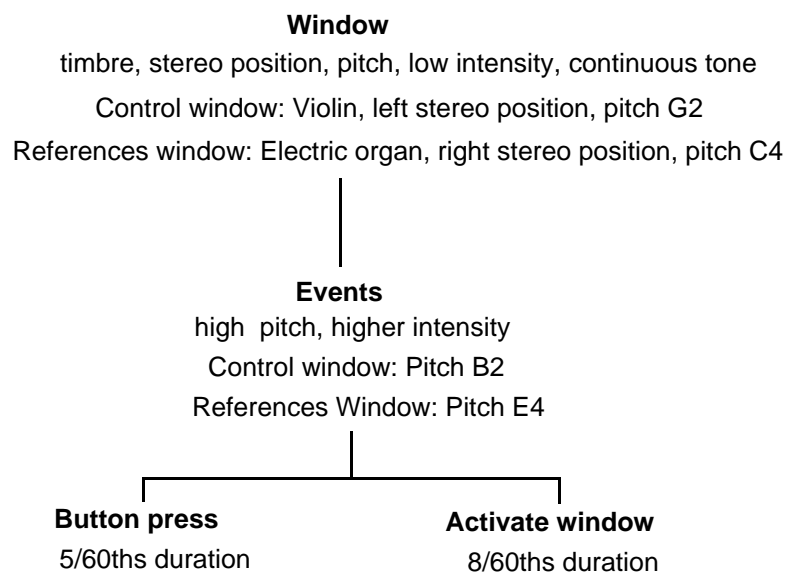 Window
timbre, stereo position, pitch, low intensity, continuous tone
Control window: Violin, left stereo position, pitch G2
References window: Electric organ, right stereo position, pitch C4
Events
high pitch, higher intensity
Control window: Pitch B2
References Window: Pitch E4
Button press
5/60ths duration
Activate window
8/60ths duration